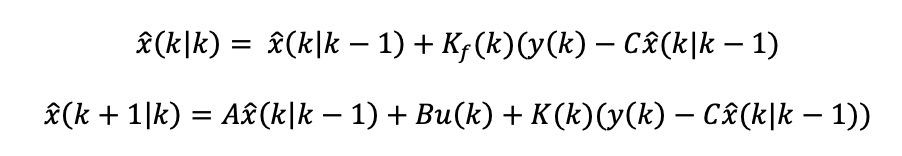 x̂(k|k) = x̂(k|k − 1) + K_f(k)(y(k) − Cx̂(k|k − 1)
x̂(k + 1|k) = Ax̂(k|k − 1) + Bu(k) + K(k)(y(k) − Cx̂(k|k − 1))